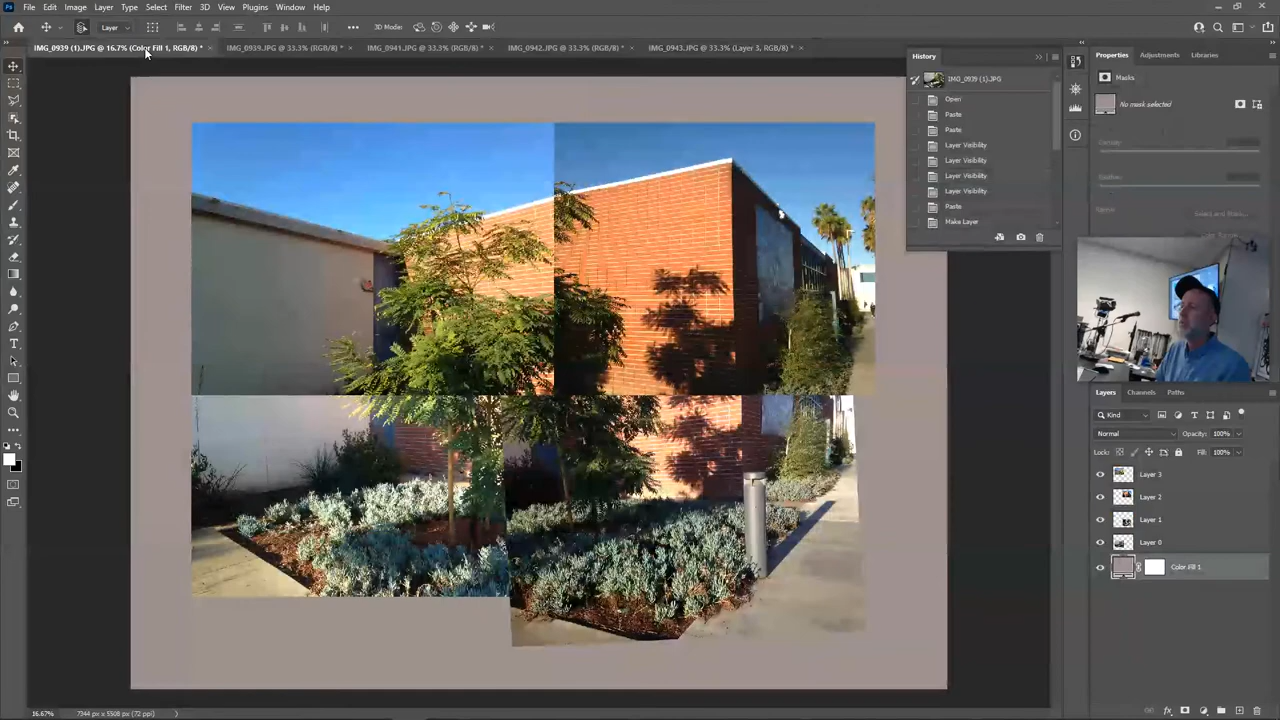 File Edit Image Layer Type Select Filter 3D View Plugins Window Help
Layer 3D Mode:
IMG_0939 (1).JPG @ 16.7% (Color Fill 1, RGB/8) * × IMG_0939.JPG @ 33.3% (RGB/8) * × IMG_0941.JPG @ 33.3% (RGB/8) * × IMG_0942.JPG @ 33.3% (RGB/8) * × IMG_0943.JPG @ 33.3% (Layer 3, RGB/8) * ×
History
IMG_0939 (1).JPG
Open
Paste
Paste
Layer Visibility
Layer Visibility
Layer Visibility
Layer Visibility
Paste
Make Layer
Properties Adjustments Libraries
Masks
No mask selected
Density:
Select and Mask...
Layers Channels Paths
Kind
Normal Opacity: 100%
Lock: Fill: 100%
Layer 3
Layer 2
Layer 1
Layer 0
Color Fill 1
16.67% 7344 px x 5508 px (72 ppi)